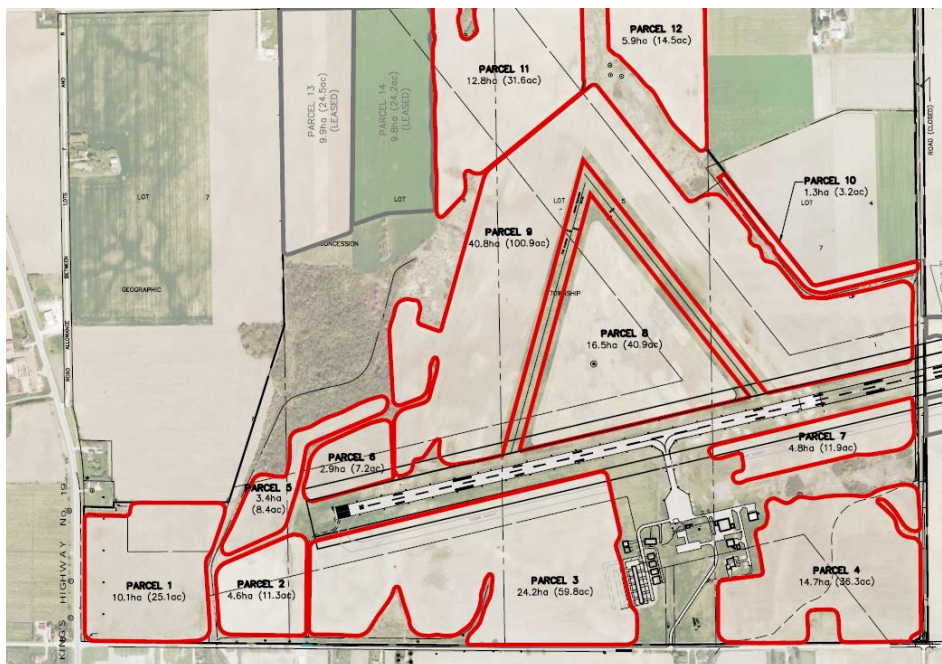 PARCEL 12
5.9ha (14.5ac)
PARCEL 11
12.8ha (31.6ac)
PARCEL 13
9.9ha (24.5ac)
(LEASED)
PARCEL 14
9.8ha (24.2ac)
(LEASED)
ROAD (CLOSED)
PARCEL 10
1.3ha (3.2ac)
LOT 4
LOT 7
LOT
LOT 5
7
PARCEL 9
40.8ha (100.9ac)
CONCESSION
GEOGRAPHIC
TOWNSHIP
ROAD ALLOWANCE BETWEEN LOTS 7 AND 8
PARCEL 8
16.5ha (40.9ac)
PARCEL 7
4.8ha (11.9ac)
PARCEL 6
2.9ha (7.2ac)
PARCEL 5
3.4ha
(8.4ac)
KING'S HIGHWAY No. 19
PARCEL 1
10.1ha (25.1ac)
PARCEL 2
4.6ha (11.3ac)
PARCEL 3
24.2ha (59.8ac)
PARCEL 4
14.7ha (36.3ac)